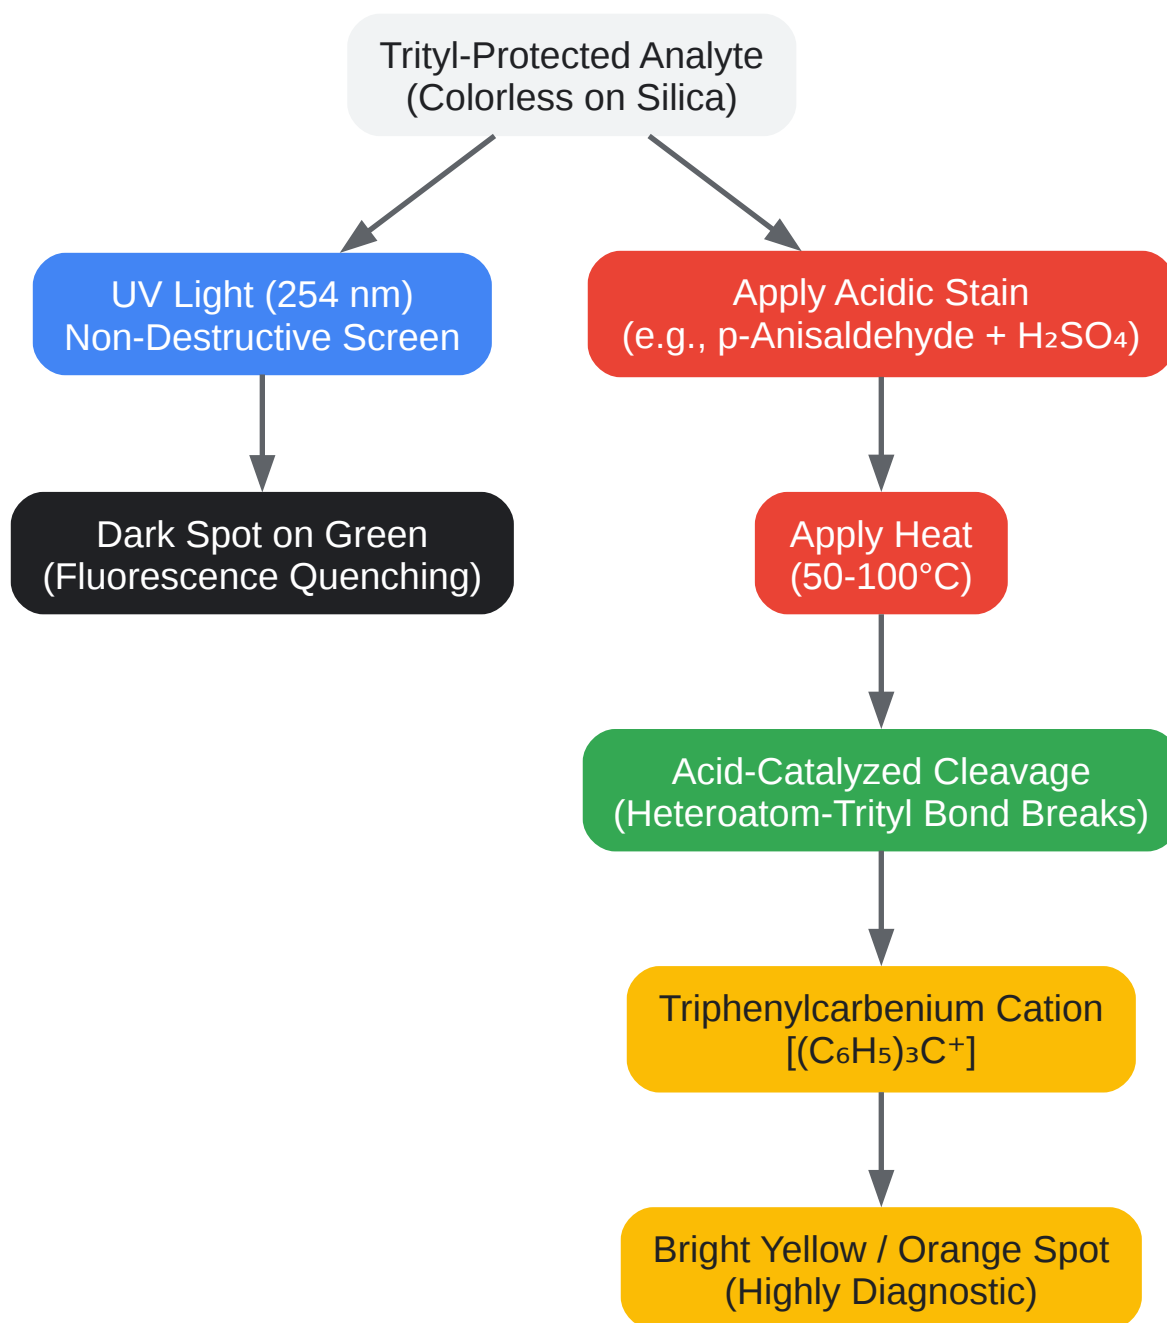 Trityl-Protected Analyte
(Colorless on Silica)
UV Light (254 nm)
Non-Destructive Screen
Apply Acidic Stain
(e.g., p-Anisaldehyde + H₂SO₄)
Dark Spot on Green
(Fluorescence Quenching)
Apply Heat
(50-100°C)
Acid-Catalyzed Cleavage
(Heteroatom-Trityl Bond Breaks)
Triphenylcarbenium Cation
[(C₆H₅)₃C⁺]
Bright Yellow / Orange Spot
(Highly Diagnostic)